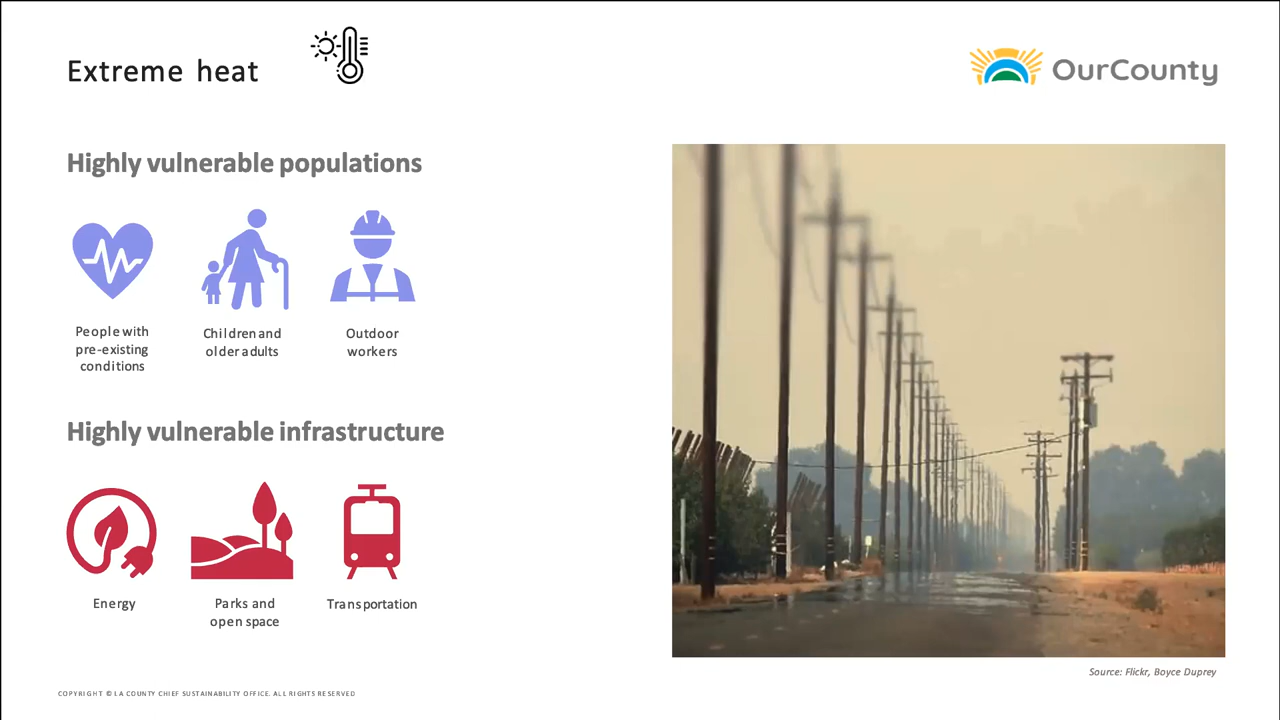 Extreme heat
OurCounty
Highly vulnerable populations
People with
pre-existing
conditions
Children and
older adults
Outdoor
workers
Highly vulnerable infrastructure
Energy
Parks and
open space
Transportation
Source: Flickr, Boyce Duprey
COPYRIGHT © LA COUNTY CHIEF SUSTAINABILITY OFFICE. ALL RIGHTS RESERVED